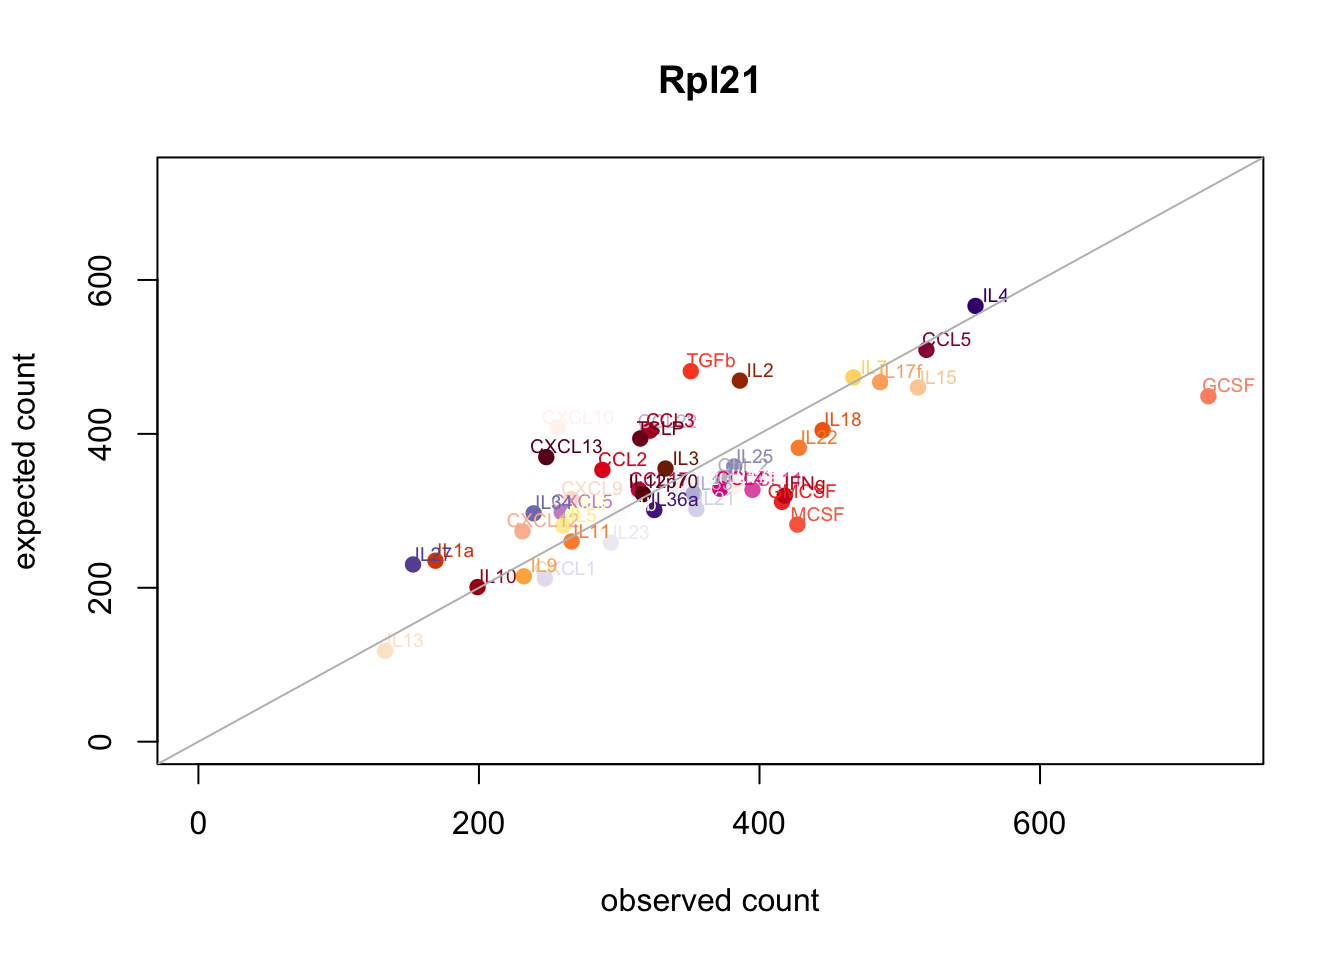 Rpl21
expected count
600
400
200
0
IL4
CCL5
TGFb
IL2
IL7
IL17f
IL15
GCSF
CXCL10
CCL3
TSLP
IL18
CXCL13
IL22
CCL2
IL3
IL25
IL12p70
CXCL9
IFNg
GMCSF
IL34
CXCL5
IL36a
IL21
MCSF
CXCL12
IL11
IL23
IL27
IL1a
IL10
IL9
CXCL1
IL13
0
200
400
600
observed count